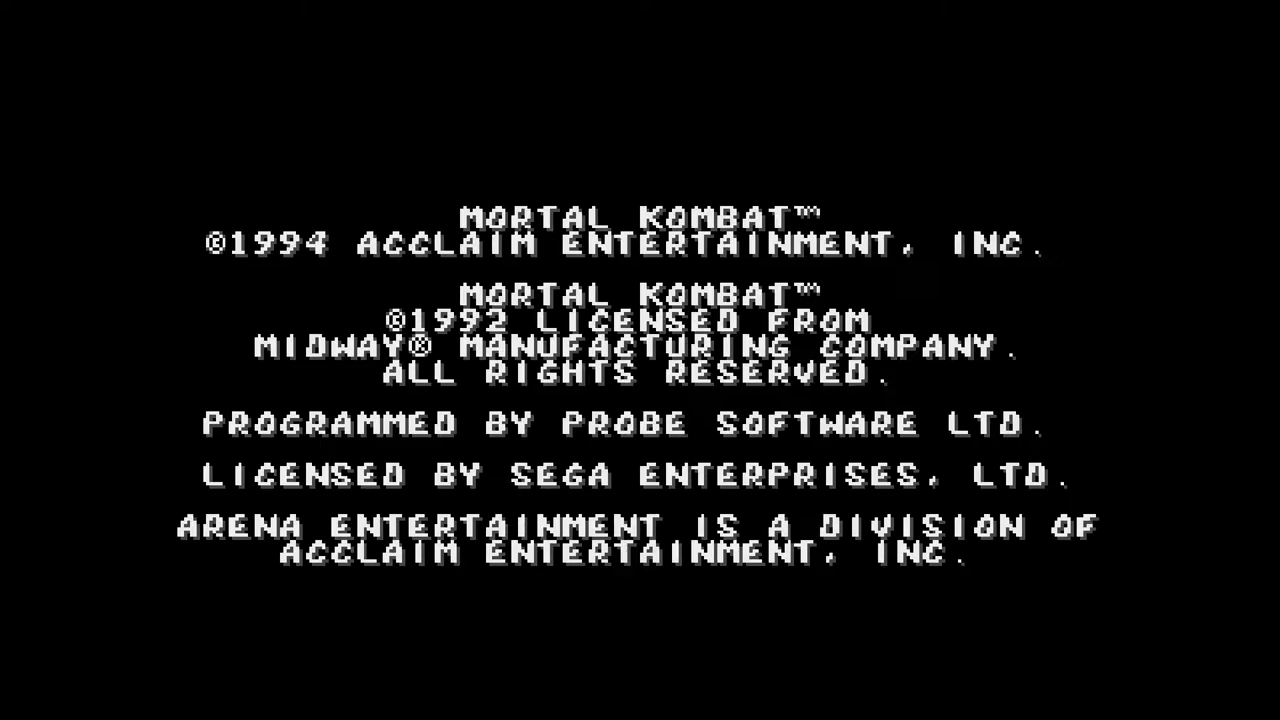 MORTAL KOMBAT™
©1994 ACCLAIM ENTERTAINMENT, INC.
MORTAL KOMBAT™
©1992 LICENSED FROM
MIDWAY® MANUFACTURING COMPANY.
ALL RIGHTS RESERVED.
PROGRAMMED BY PROBE SOFTWARE LTD.
LICENSED BY SEGA ENTERPRISES, LTD.
ARENA ENTERTAINMENT IS A DIVISION OF
ACCLAIM ENTERTAINMENT, INC.